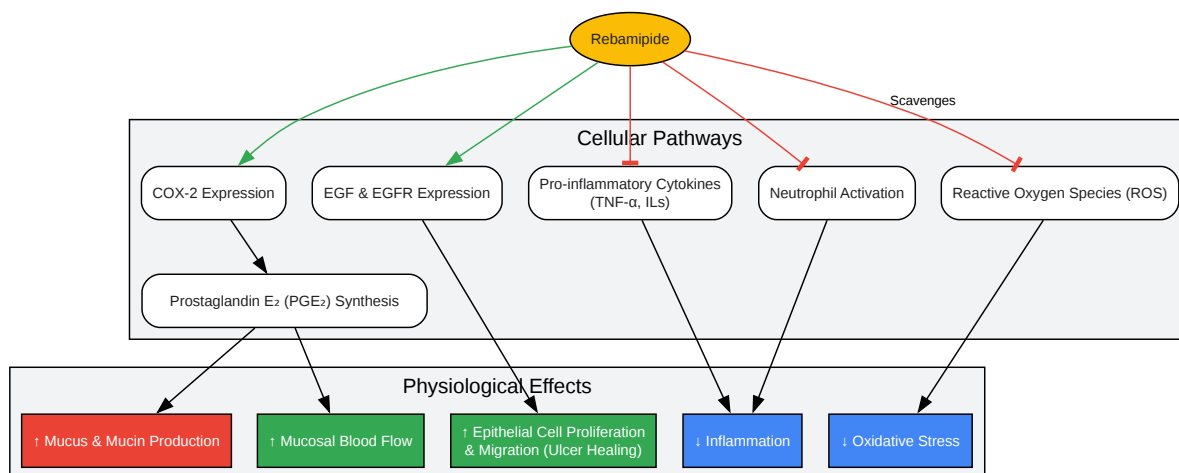 Rebamipide
Scavenges
Cellular Pathways
COX-2 Expression
EGF & EGFR Expression
Pro-inflammatory Cytokines
(TNF-α, ILs)
Neutrophil Activation
Reactive Oxygen Species (ROS)
Prostaglandin E₂ (PGE₂) Synthesis
Physiological Effects
↑ Mucus & Mucin Production
↑ Mucosal Blood Flow
↑ Epithelial Cell Proliferation
& Migration (Ulcer Healing)
↓ Inflammation
↓ Oxidative Stress